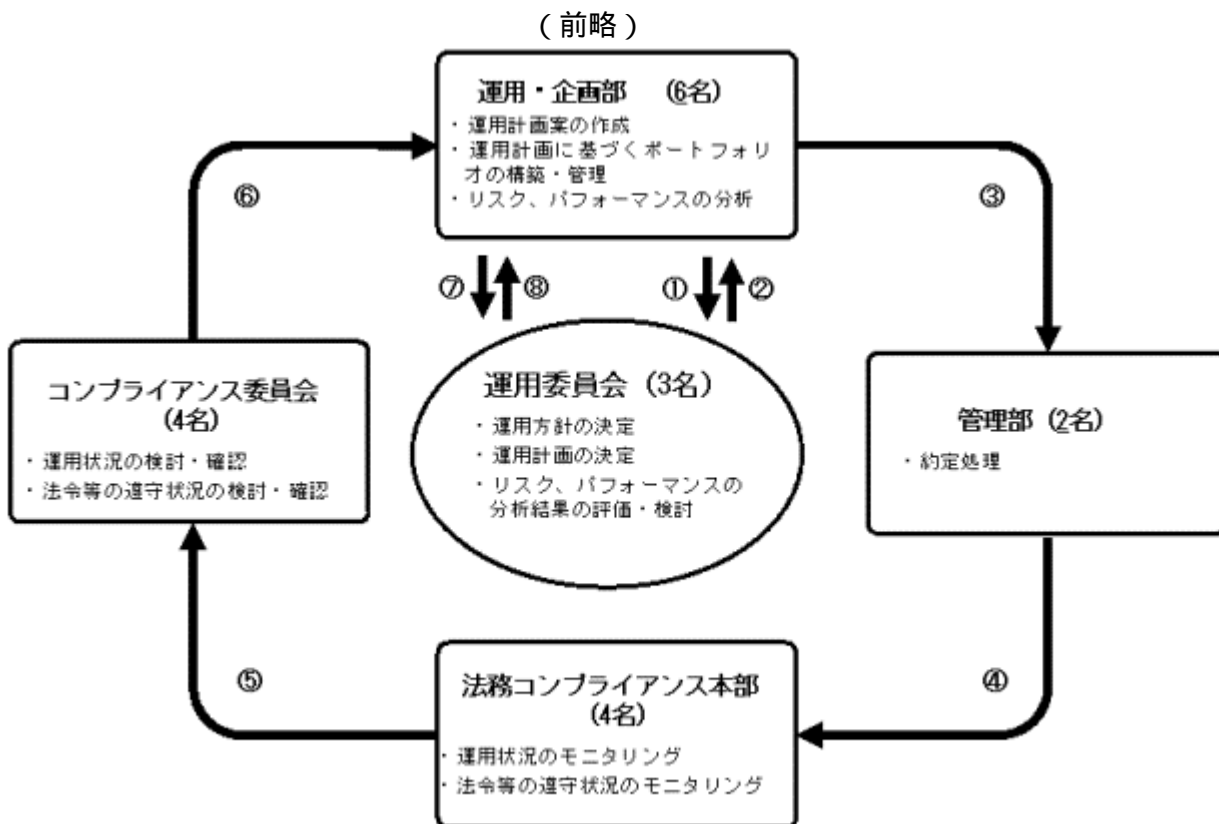 (前略)
運用・企画部 (6名)
・運用計画案の作成
・運用計画に基づくポートフォリ
オの構築・管理
・リスク、パフォーマンスの分析
⑥
③
⑦
⑧
①
②
コンプライアンス委員会
(4名)
・運用状況の検討・確認
・法令等の遵守状況の検討・確認
運用委員会 (3名)
・運用方針の決定
・運用計画の決定
・リスク、パフォーマンスの
分析結果の評価・検討
管理部 (2名)
・約定処理
⑤
④
法務コンプライアンス本部
(4名)
・運用状況のモニタリング
・法令等の遵守状況のモニタリング